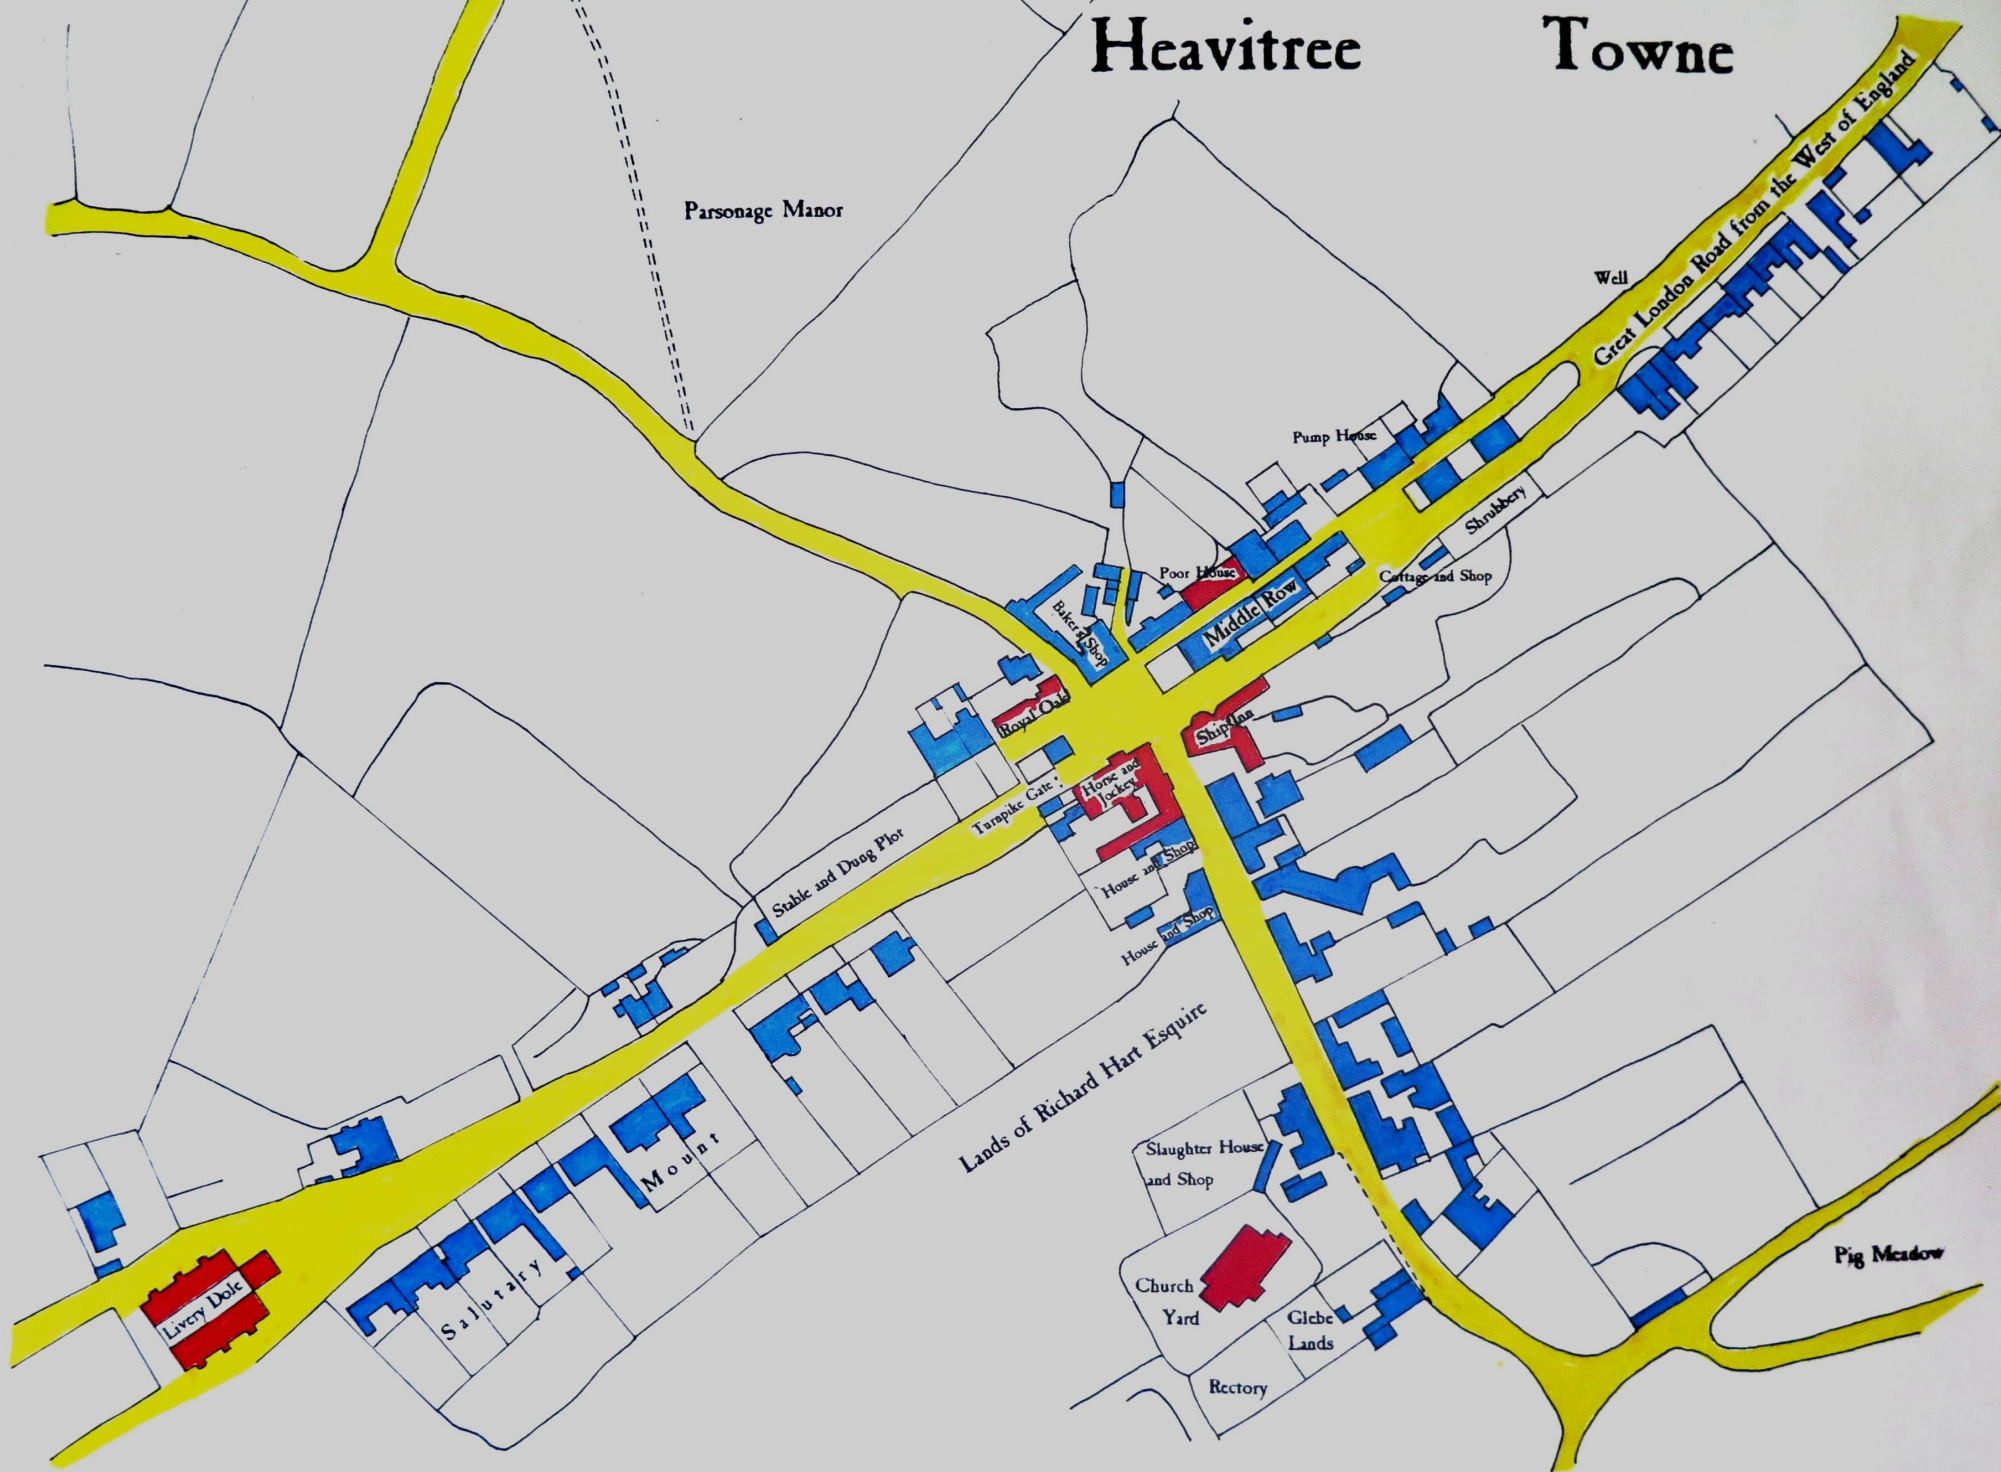 Heavitree Towne
Great London Road from the West of England
Parsonage Manor
Well
Pump House
Shrubbery
Poor House
Cottage and Shop
Middle Row
Bakers Shop
Royal Oak
Ship Inn
Horse and
Jockey
Turnpike Gate
Stable and Dung Plot
House and Shop
House and Shop
Lands of Richard Hart Esquire
Mount
Salutary
Livery Dole
Slaughter House
and Shop
Church
Yard
Glebe
Lands
Rectory
Pig Meadow